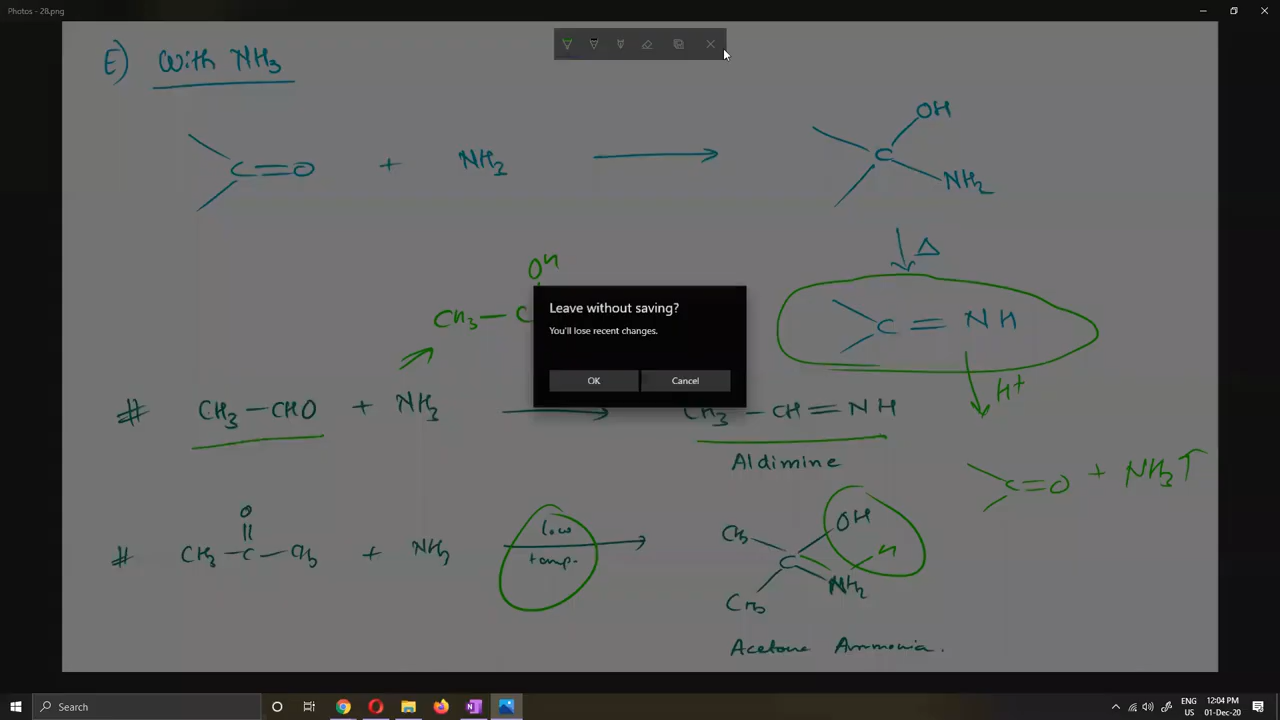 Photos - 28.png
E) With NH3
OH
C=O + NH3 → C
NH2
Δ
OH
CH3 — C
C = NH
Leave without saving?
You'll lose recent changes.
OK Cancel
H+
# CH3 — CHO + NH3 → CH3 — CH = NH
Aldimine
C=O + NH3↑
O
||
# CH3 — C — CH3 + NH3 low temp. → CH3 OH
C H
NH2
CH3
Acetone Ammonia.
Search
ENG
US
12:04 PM
01-Dec-20